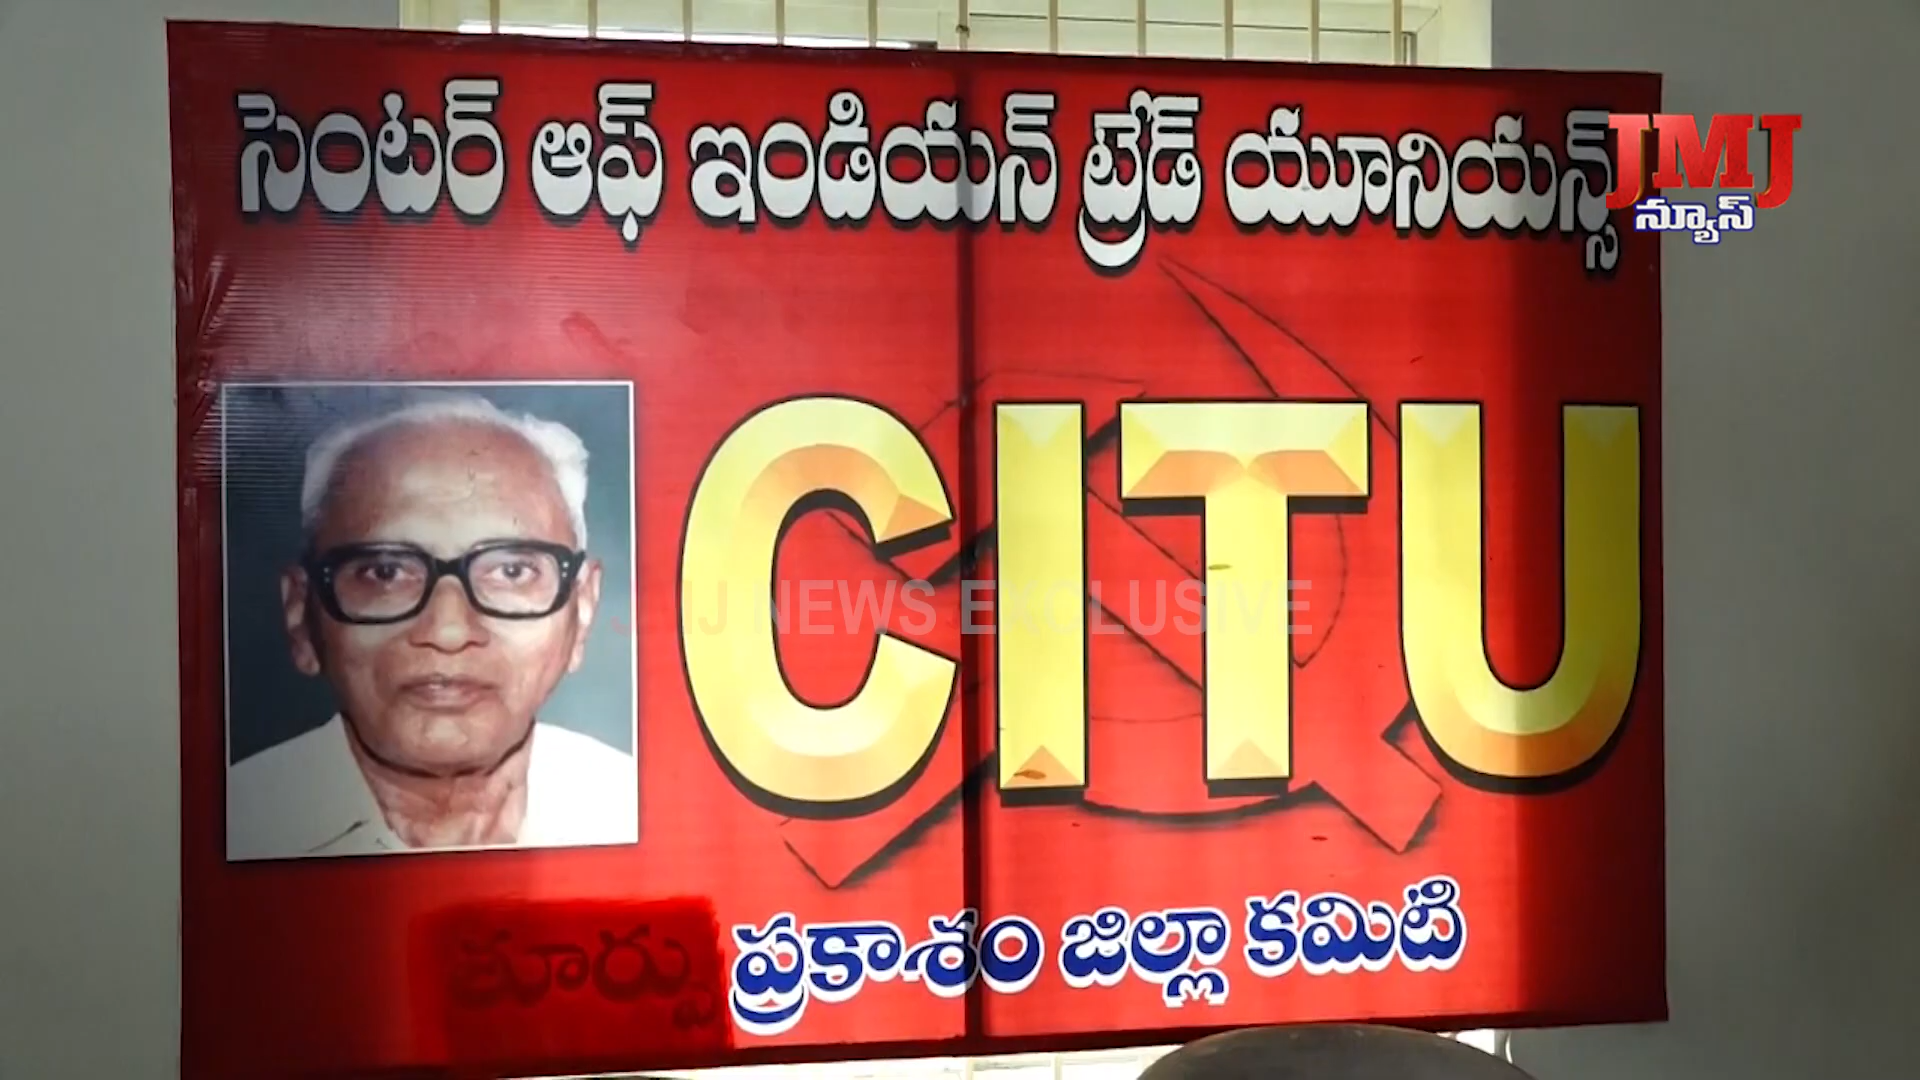 సెంటర్ ఆఫ్ ఇండియన్ ట్రేడ్ యూనియన్స్
JMJ
న్యూస్
CITU
JMJ NEWS EXCLUSIVE
తూర్పు ప్రకాశం జిల్లా కమిటి